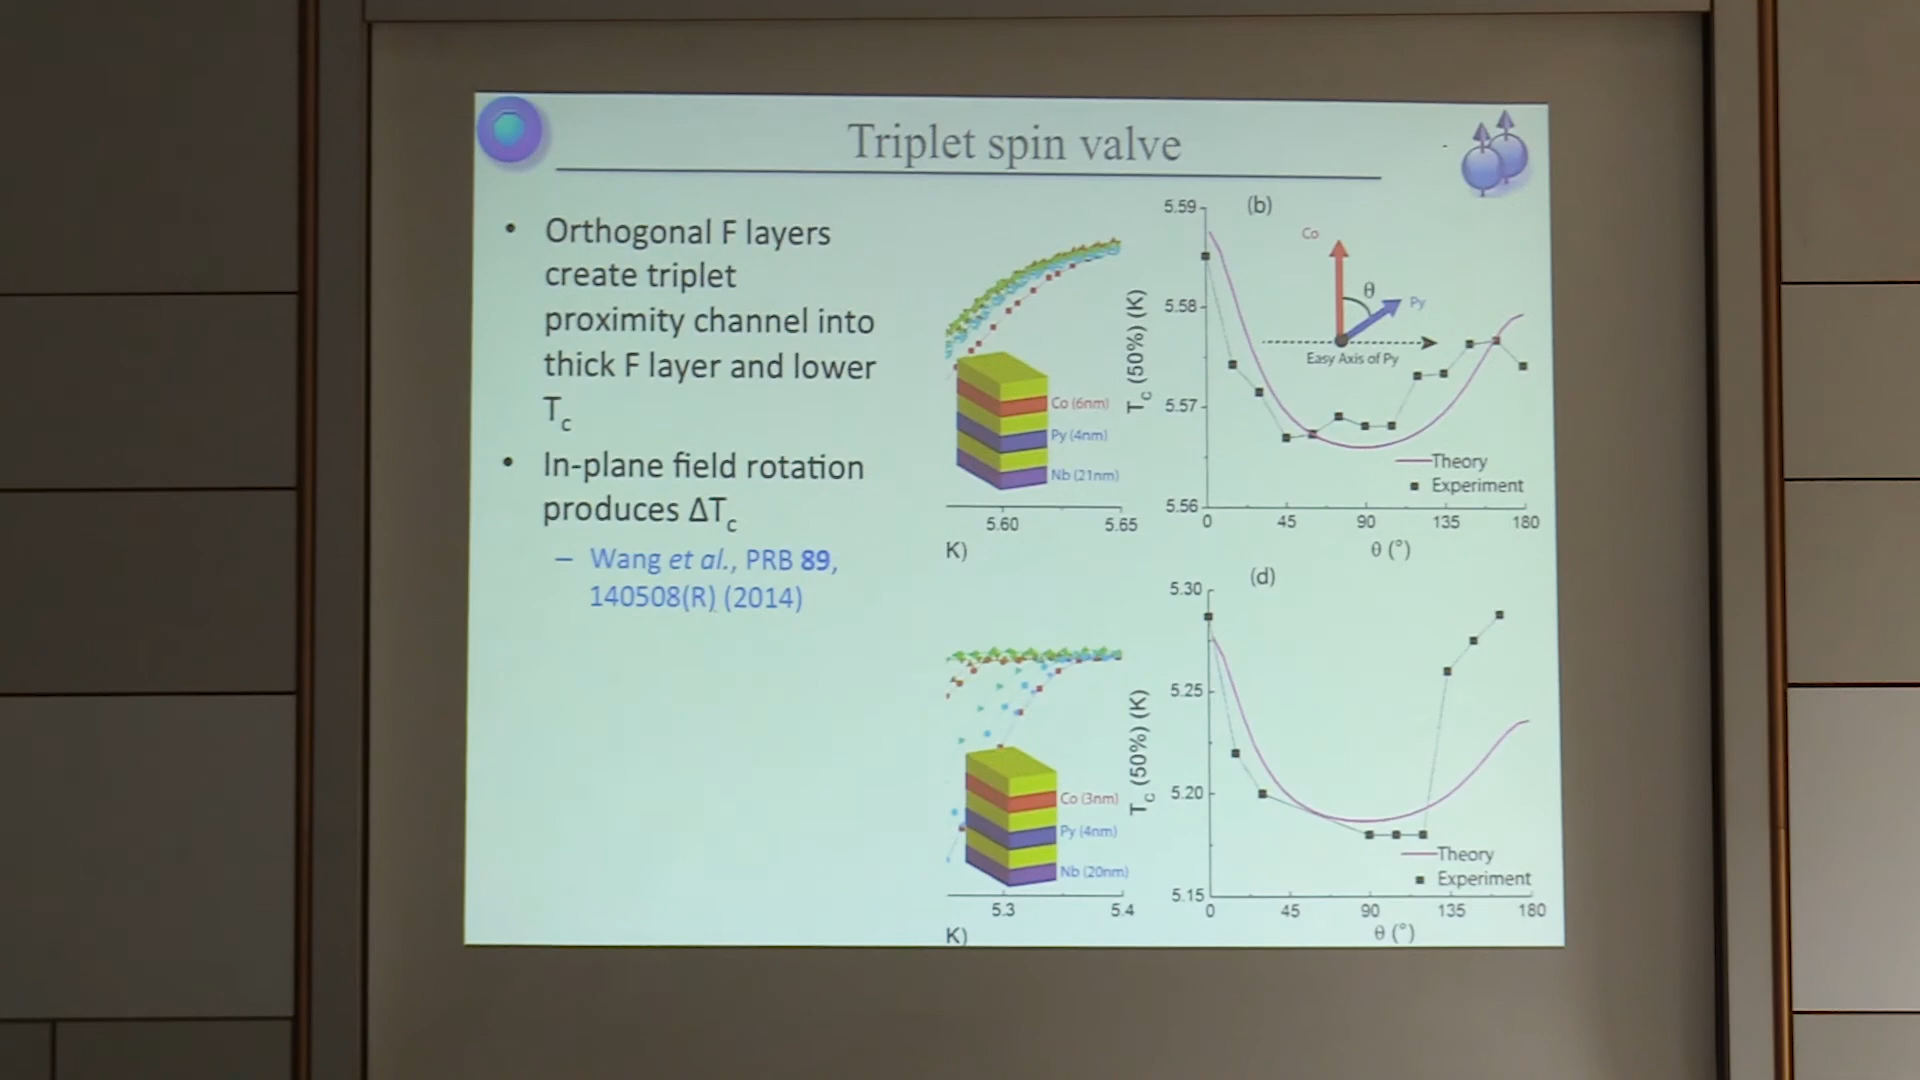 Triplet spin valve
• Orthogonal F layers
create triplet
proximity channel into
thick F layer and lower
Tc
• In-plane field rotation
produces ΔTc
– Wang et al., PRB 89,
140508(R) (2014)
Co (6nm)
Py (4nm)
Nb (21nm)
5.60 5.65
K)
(b)
5.59
5.58
5.57
5.56
TC (50%) (K)
Co
θ
Py
Easy Axis of Py
Theory
Experiment
0 45 90 135 180
θ (°)
Co (3nm)
Py (4nm)
Nb (20nm)
5.3 5.4
K)
(d)
5.30
5.25
5.20
5.15
TC (50%) (K)
Theory
Experiment
0 45 90 135 180
θ (°)